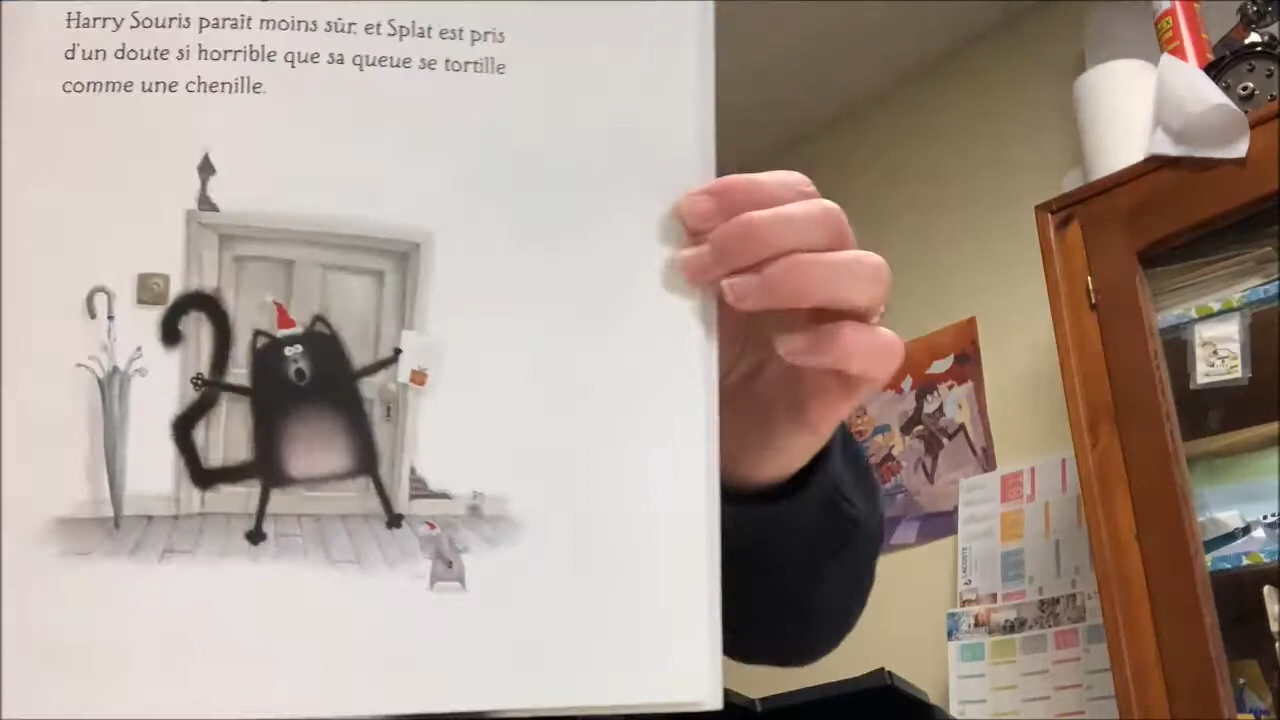 Harry Souris paraît moins sûr, et Splat est pris
d'un doute si horrible que sa queue se tortille
comme une chenille.
LACOSTE